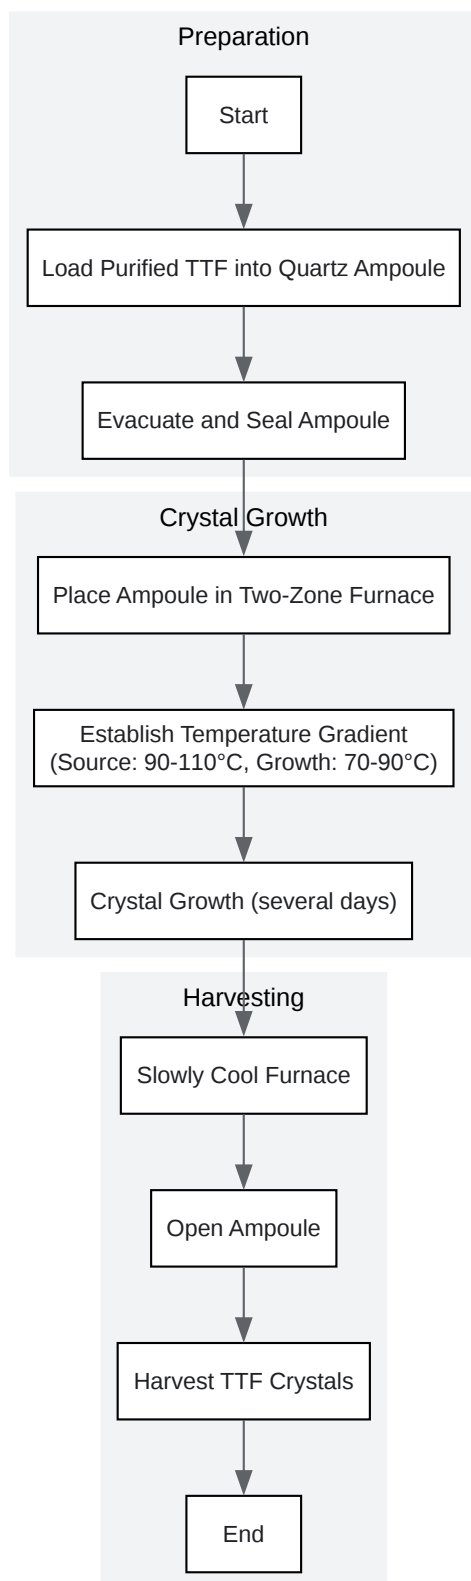 Preparation
Start
Load Purified TTF into Quartz Ampoule
Evacuate and Seal Ampoule
Crystal Growth
Place Ampoule in Two-Zone Furnace
Establish Temperature Gradient
(Source: 90-110°C, Growth: 70-90°C)
Crystal Growth (several days)
Harvesting
Slowly Cool Furnace
Open Ampoule
Harvest TTF Crystals
End